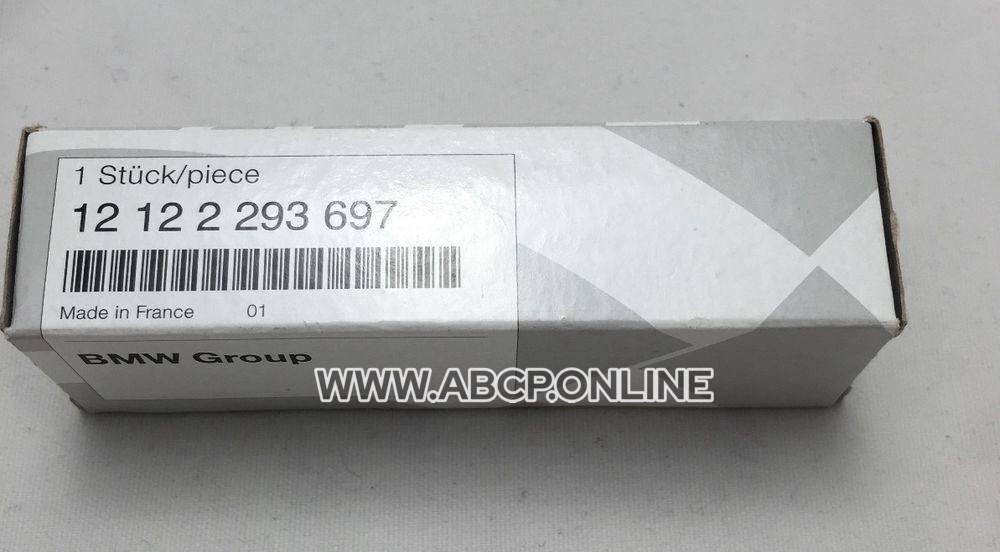 1 Stück/piece
12 12 2 293 697
Made in France 01
BMW Group
WWW.ABCP.ONLINE